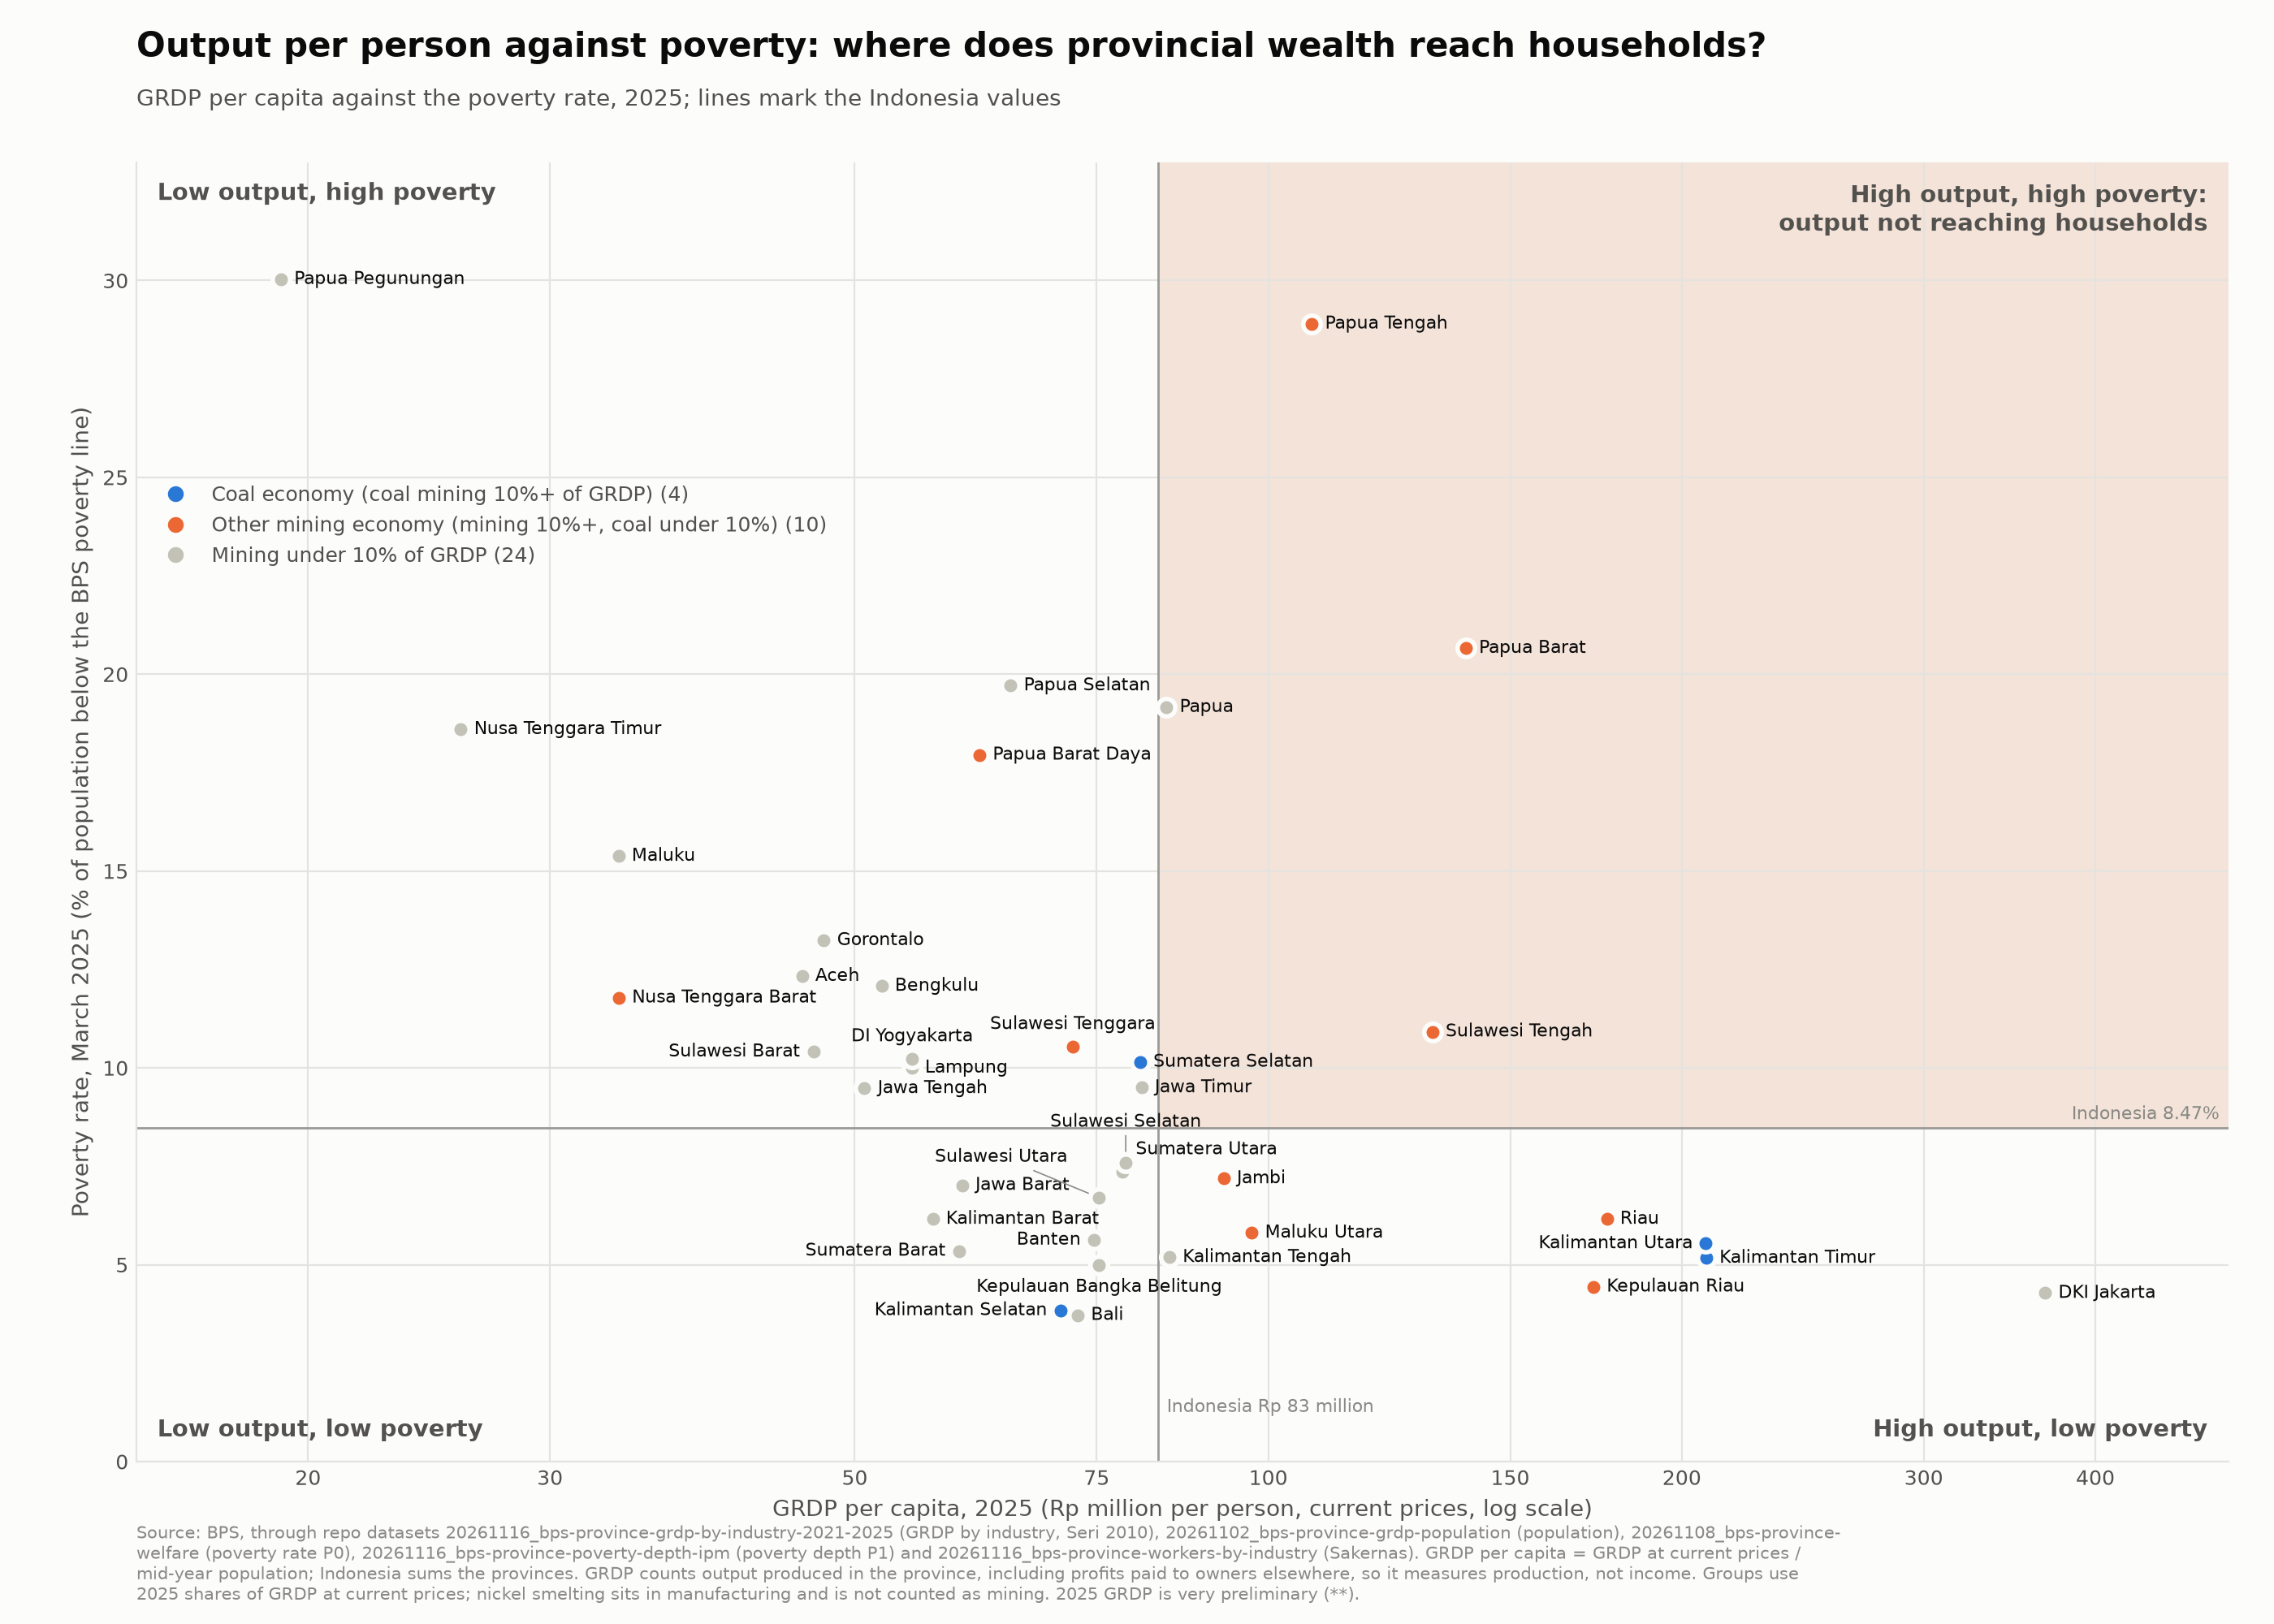 Output per person against poverty: where does provincial wealth reach households?
GRDP per capita against the poverty rate, 2025; lines mark the Indonesia values
Low output, high poverty
High output, high poverty:
output not reaching households
Poverty rate, March 2025 (% of population below the BPS poverty line)
30
25
20
15
10
5
0
Papua Pegunungan
Papua Tengah
Coal economy (coal mining 10%+ of GRDP) (4)
Other mining economy (mining 10%+, coal under 10%) (10)
Mining under 10% of GRDP (24)
Papua Barat
Papua Selatan
Papua
Nusa Tenggara Timur
Papua Barat Daya
Maluku
Gorontalo
Aceh
Bengkulu
Nusa Tenggara Barat
Sulawesi Tenggara
Sulawesi Tengah
DI Yogyakarta
Sulawesi Barat
Sumatera Selatan
Lampung
Jawa Tengah
Jawa Timur
Indonesia 8.47%
Sulawesi Selatan
Sumatera Utara
Sulawesi Utara
Jambi
Jawa Barat
Kalimantan Barat
Riau
Maluku Utara
Banten
Kalimantan Utara
Sumatera Barat
Kalimantan Tengah
Kalimantan Timur
Kepulauan Bangka Belitung
Kepulauan Riau
DKI Jakarta
Kalimantan Selatan
Bali
Indonesia Rp 83 million
Low output, low poverty
High output, low poverty
20
30
50
75
100
150
200
300
400
GRDP per capita, 2025 (Rp million per person, current prices, log scale)
Source: BPS, through repo datasets 20261116_bps-province-grdp-by-industry-2021-2025 (GRDP by industry, Seri 2010), 20261102_bps-province-grdp-population (population), 20261108_bps-province-
welfare (poverty rate P0), 20261116_bps-province-poverty-depth-ipm (poverty depth P1) and 20261116_bps-province-workers-by-industry (Sakernas). GRDP per capita = GRDP at current prices /
mid-year population; Indonesia sums the provinces. GRDP counts output produced in the province, including profits paid to owners elsewhere, so it measures production, not income. Groups use
2025 shares of GRDP at current prices; nickel smelting sits in manufacturing and is not counted as mining. 2025 GRDP is very preliminary (**).